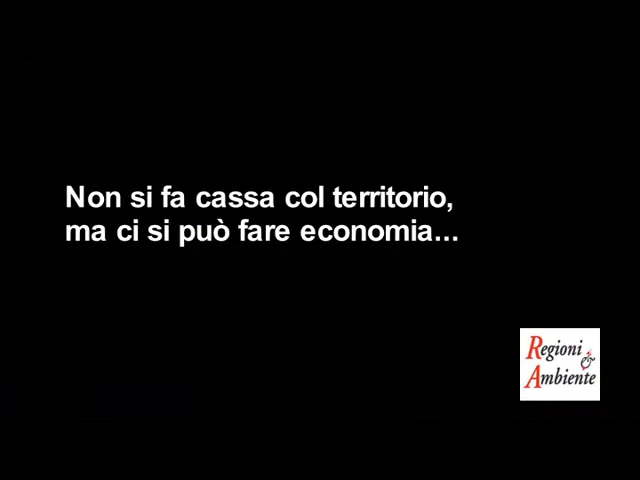 Non si fa cassa col territorio,
ma ci si può fare economia...
Regioni &
Ambiente